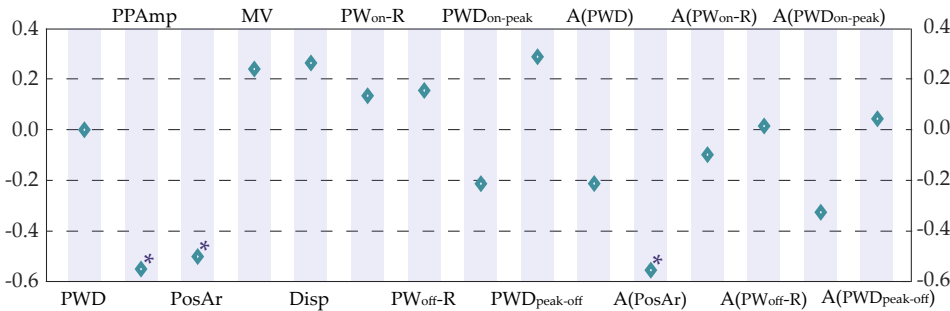 PPAmp MV PWon-R PWDon-peak A(PWD) A(PWon-R) A(PWDon-peak)
0.4 0.4
0.2 0.2
0.0 0.0
-0.2 -0.2
-0.4 -0.4
* * *
-0.6 -0.6
PWD PosAr Disp PWoff-R PWDpeak-off A(PosAr) A(PWoff-R) A(PWDpeak-off)